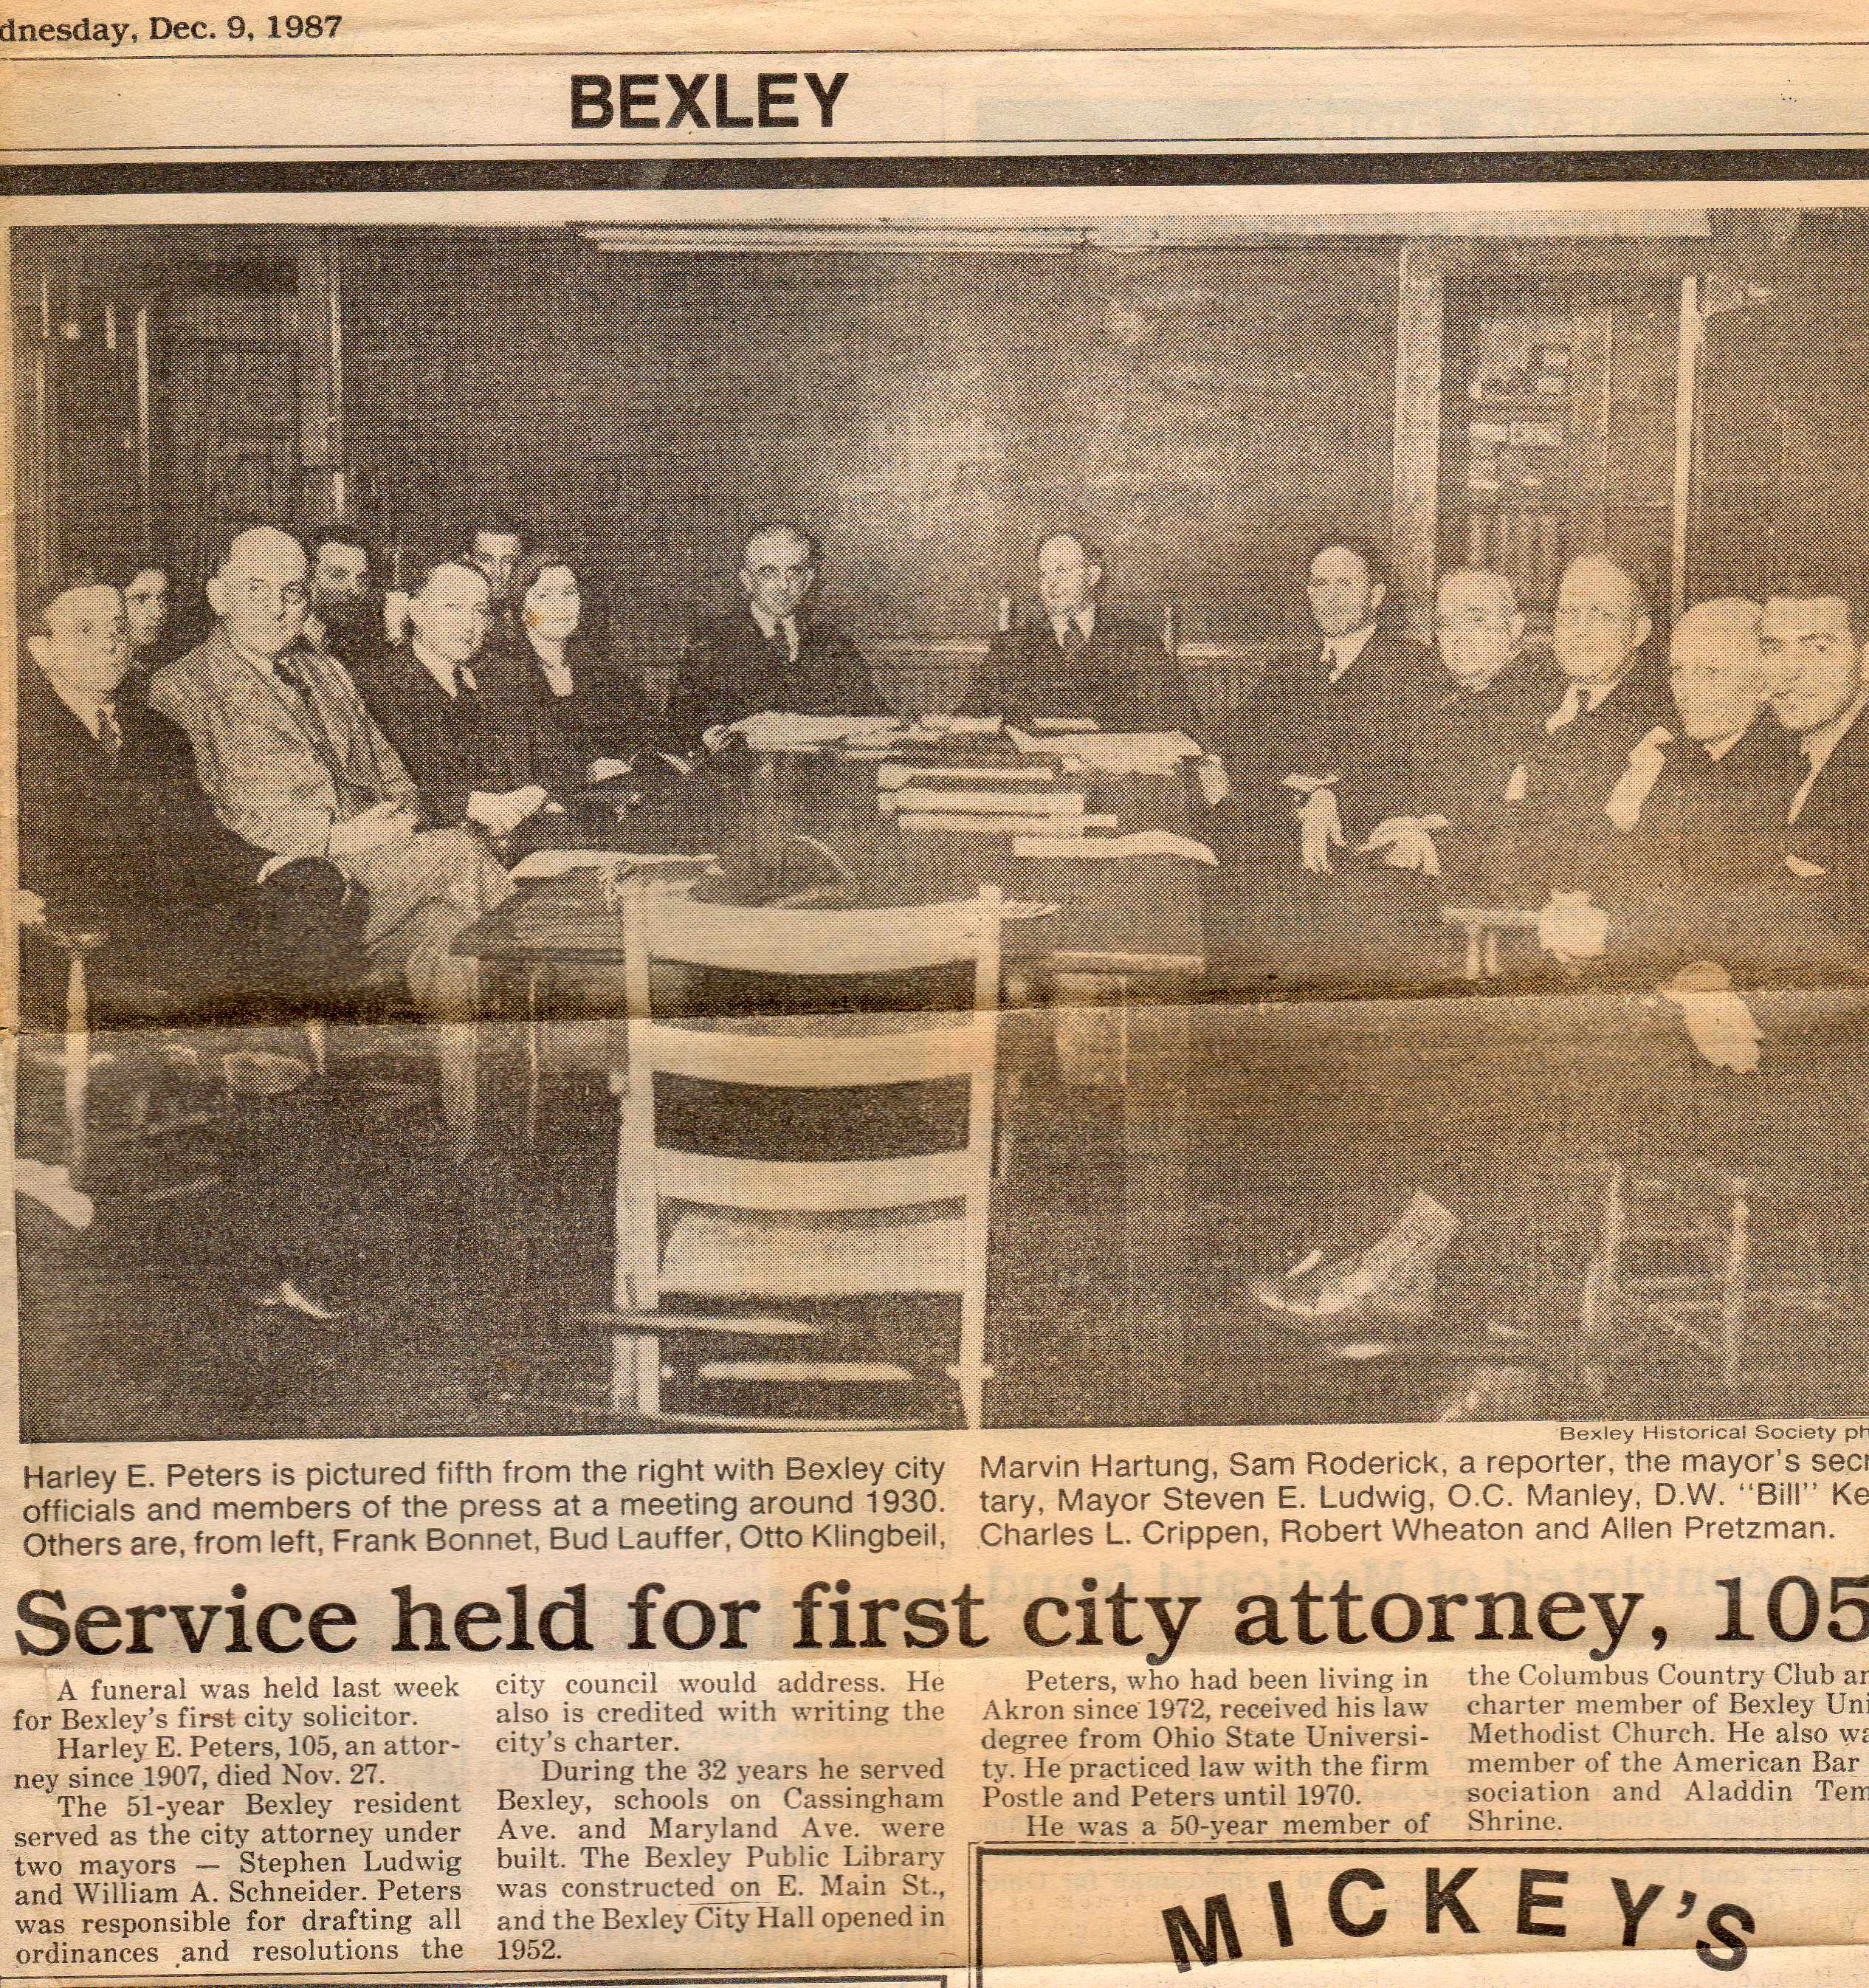 dnesday, Dec. 9, 1987
BEXLEY
Bexley Historical Society ph
Harley E. Peters is pictured fifth from the right with Bexley city
officials and members of the press at a meeting around 1930.
Others are, from left, Frank Bonnet, Bud Lauffer, Otto Klingbeil,
Marvin Hartung, Sam Roderick, a reporter, the mayor's secr
tary, Mayor Steven E. Ludwig, O.C. Manley, D.W. "Bill" Ke
Charles L. Crippen, Robert Wheaton and Allen Pretzman.
Service held for first city attorney, 105
A funeral was held last week
for Bexley's first city solicitor.
Harley E. Peters, 105, an attor-
ney since 1907, died Nov. 27.
The 51-year Bexley resident
served as the city attorney under
two mayors — Stephen Ludwig
and William A. Schneider. Peters
was responsible for drafting all
ordinances and resolutions the
city council would address. He
also is credited with writing the
city's charter.
During the 32 years he served
Bexley, schools on Cassingham
Ave. and Maryland Ave. were
built. The Bexley Public Library
was constructed on E. Main St.,
and the Bexley City Hall opened in
1952.
Peters, who had been living in
Akron since 1972, received his law
degree from Ohio State Universi-
ty. He practiced law with the firm
Postle and Peters until 1970.
He was a 50-year member of
the Columbus Country Club an
charter member of Bexley Uni
Methodist Church. He also wa
member of the American Bar
sociation and Aladdin Tem
Shrine.
MICKEY'S